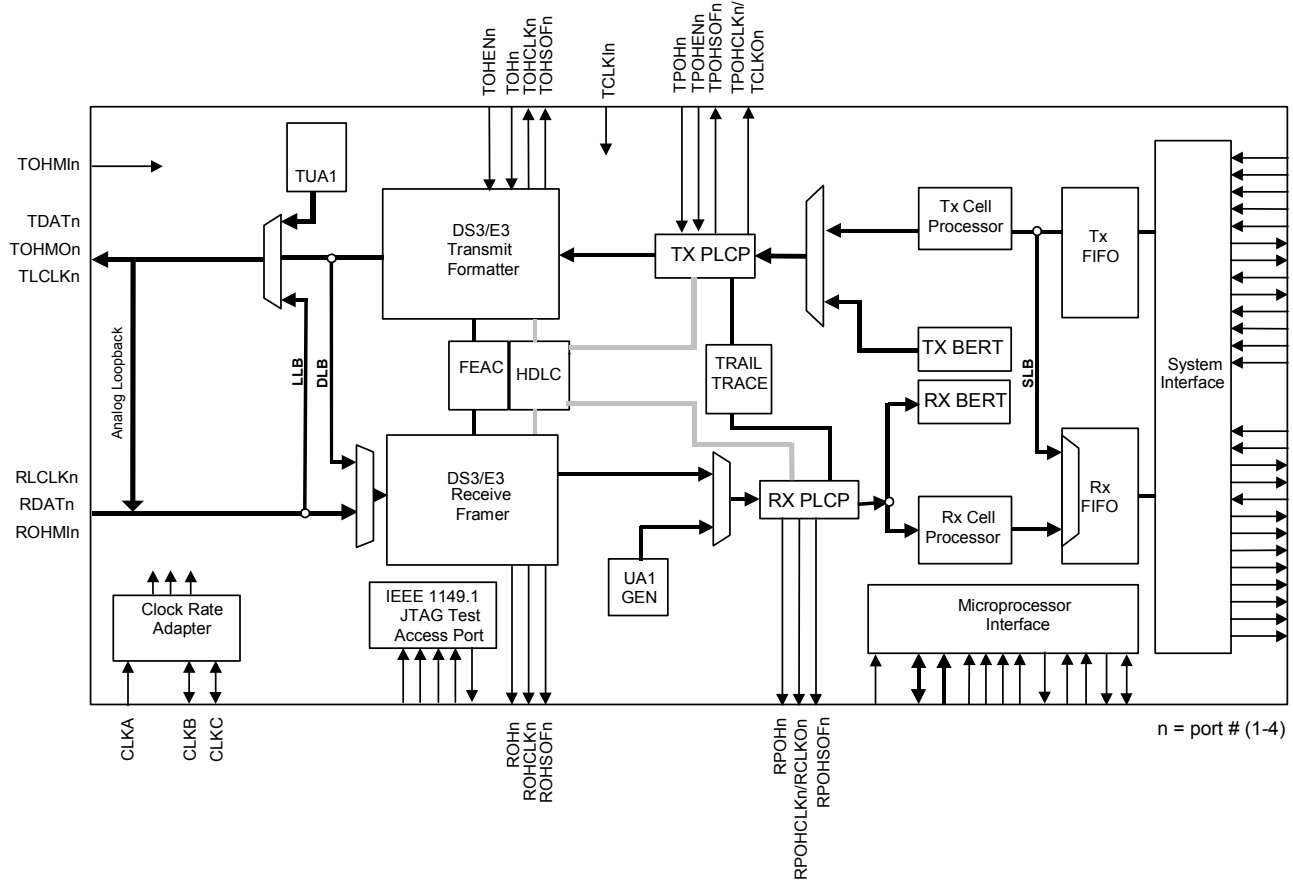 TOHENn
TOHn
TOHCLKn
TOHSOFn
TCLKIn
TPOHn
TPOHENn
TPOHSOFn
TPOHCLKn/
TCLKOn
TOHMIn
TUA1
TDATn
TOHMOn
TLCLKn
DS3/E3
Transmit
Formatter
TX PLCP
Tx Cell
Processor
Tx
FIFO
System
Interface
Analog Loopback
LLB
DLB
FEAC
HDLC
TRAIL
TRACE
TX BERT
RX BERT
SLB
RLCLKn
RDATn
ROHMIn
DS3/E3
Receive
Framer
RX PLCP
Rx Cell
Processor
Rx
FIFO
UA1
GEN
Clock Rate
Adapter
IEEE 1149.1
JTAG Test
Access Port
Microprocessor
Interface
CLKA
CLKB
CLKC
ROHn
ROHCLKn
ROHSOFn
RPOHn
RPOHCLKn/RCLKOn
RPOHSOFn
n = port # (1-4)